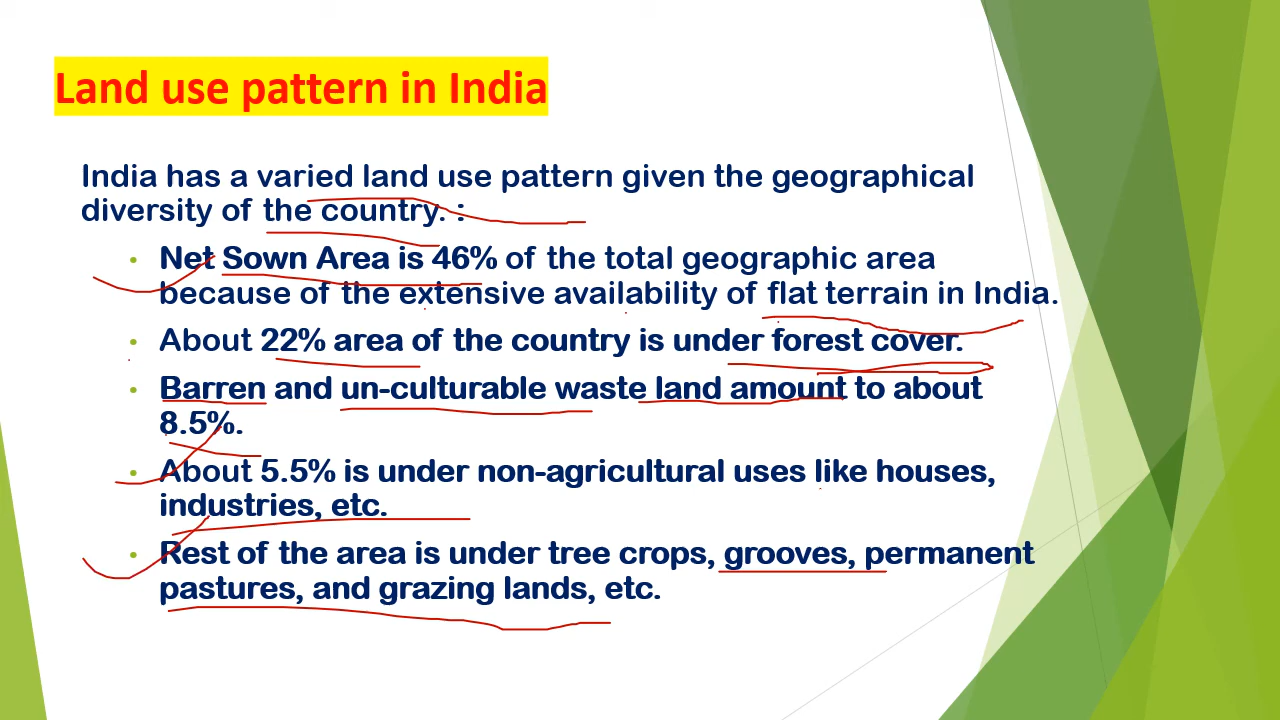 Land use pattern in India
India has a varied land use pattern given the geographical
diversity of the country. :
• Net Sown Area is 46% of the total geographic area
because of the extensive availability of flat terrain in India.
• About 22% area of the country is under forest cover.
• Barren and un-culturable waste land amount to about
8.5%.
• About 5.5% is under non-agricultural uses like houses,
industries, etc.
• Rest of the area is under tree crops, grooves, permanent
pastures, and grazing lands, etc.